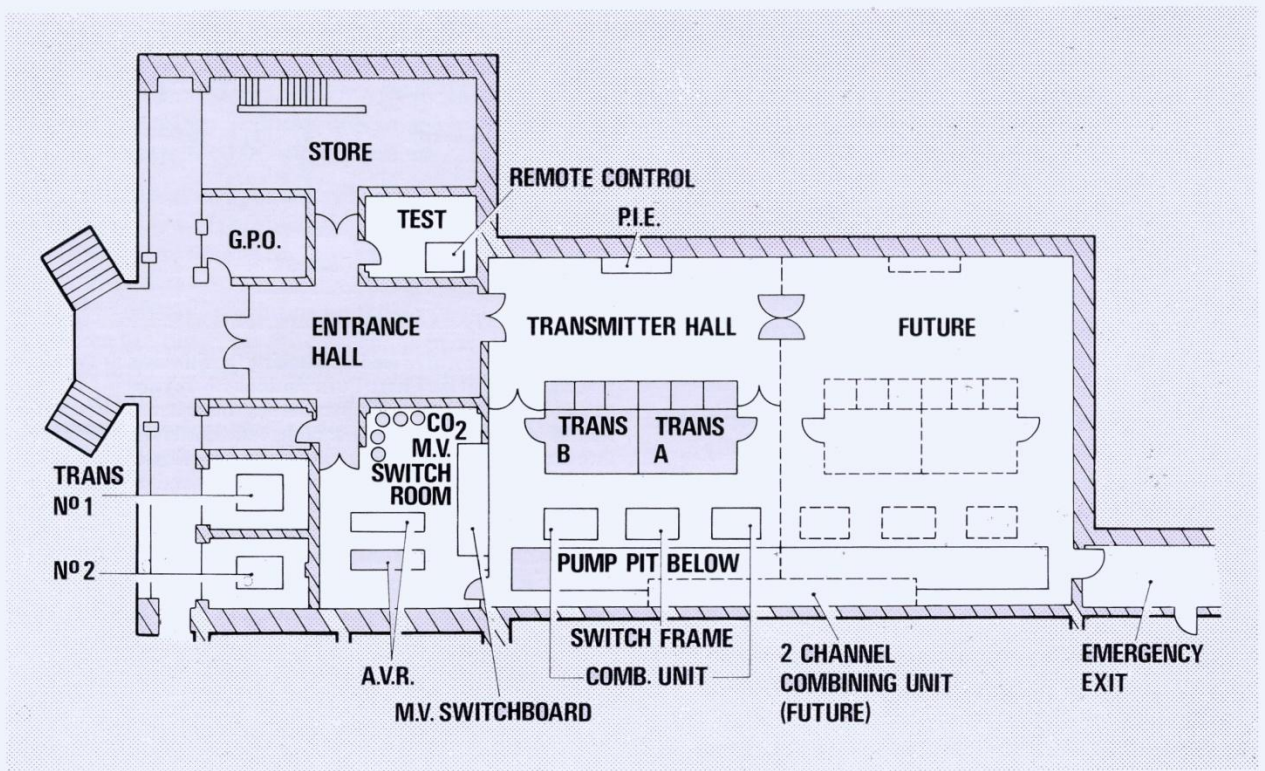 STORE
REMOTE CONTROL
P.I.E.
TEST
G.P.O.
ENTRANCE
HALL
TRANSMITTER HALL
FUTURE
CO2
M.V.
SWITCH
ROOM
TRANS
B
TRANS
A
TRANS
Nº 1
Nº 2
PUMP PIT BELOW
SWITCH FRAME
COMB. UNIT
A.V.R.
M.V. SWITCHBOARD
2 CHANNEL
COMBINING UNIT
(FUTURE)
EMERGENCY
EXIT